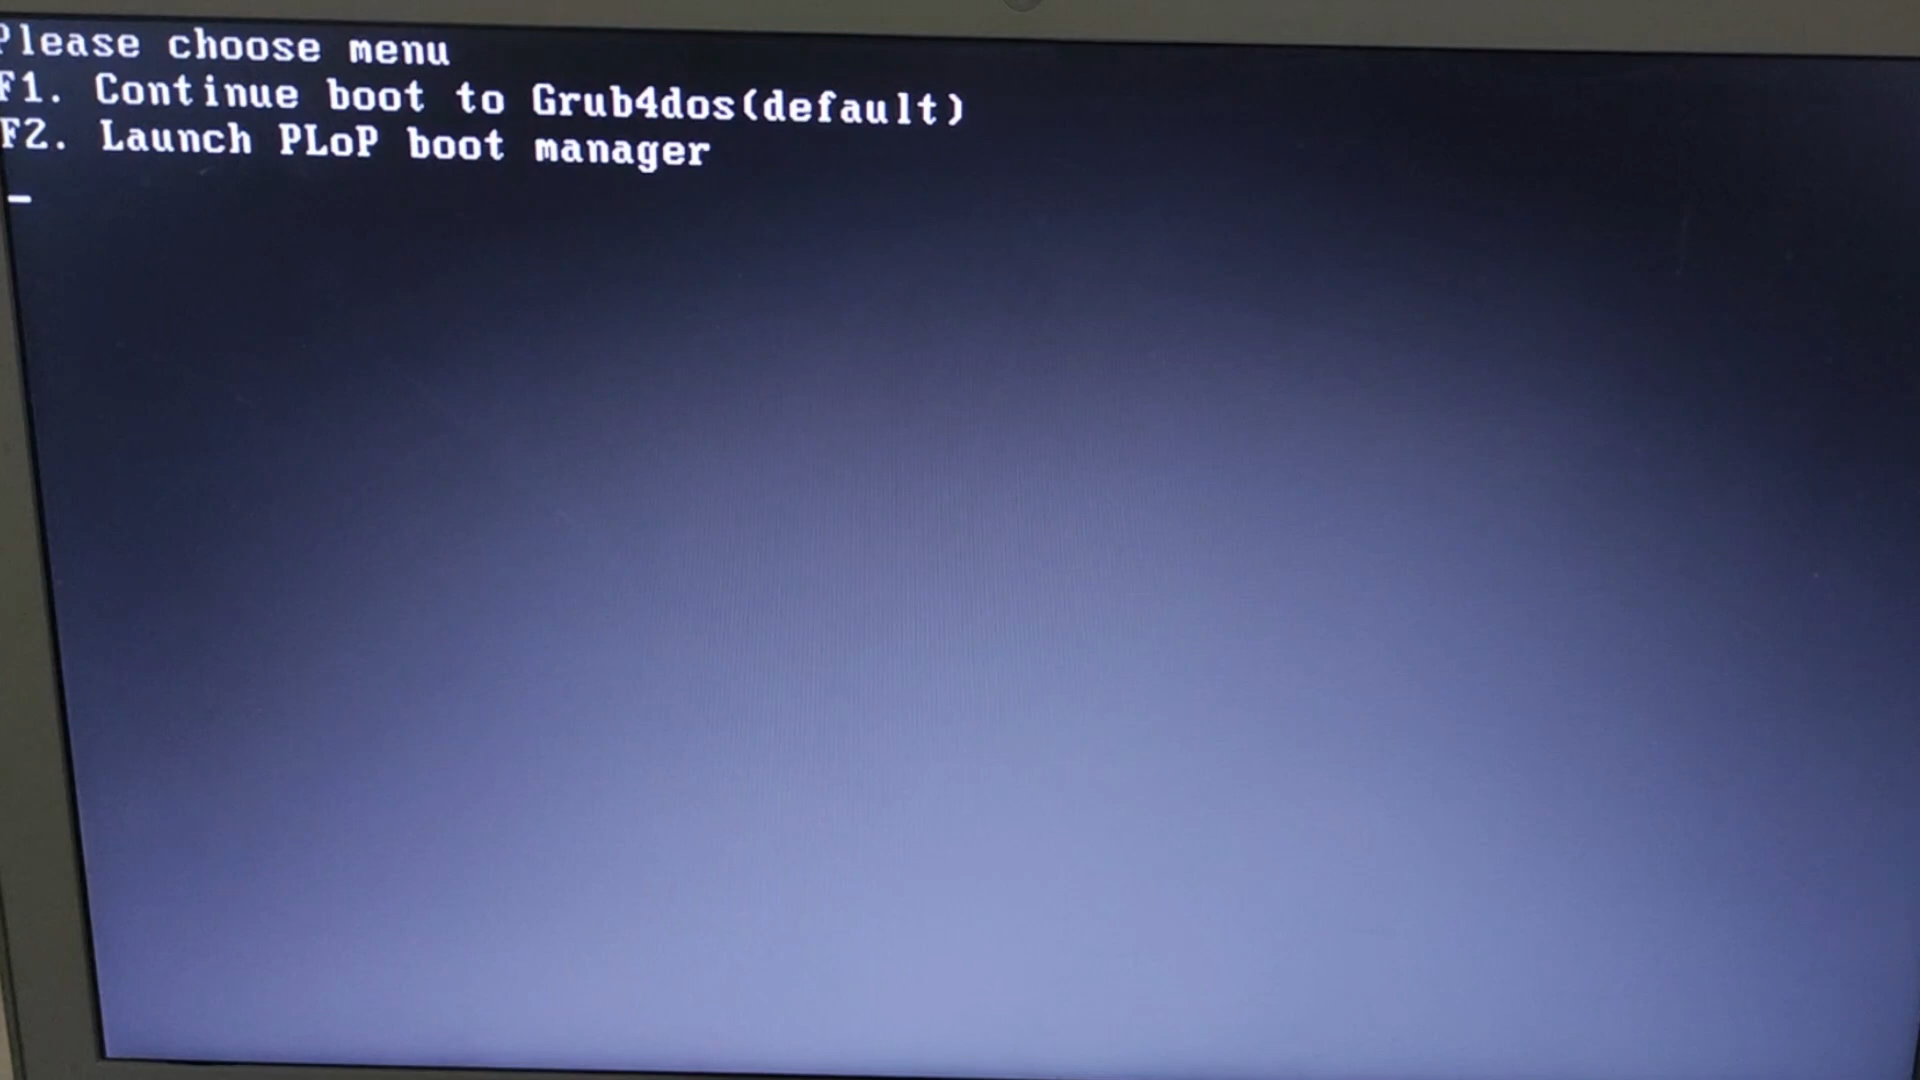 Please choose menu
F1. Continue boot to Grub4dos(default)
F2. Launch PLoP boot manager
_